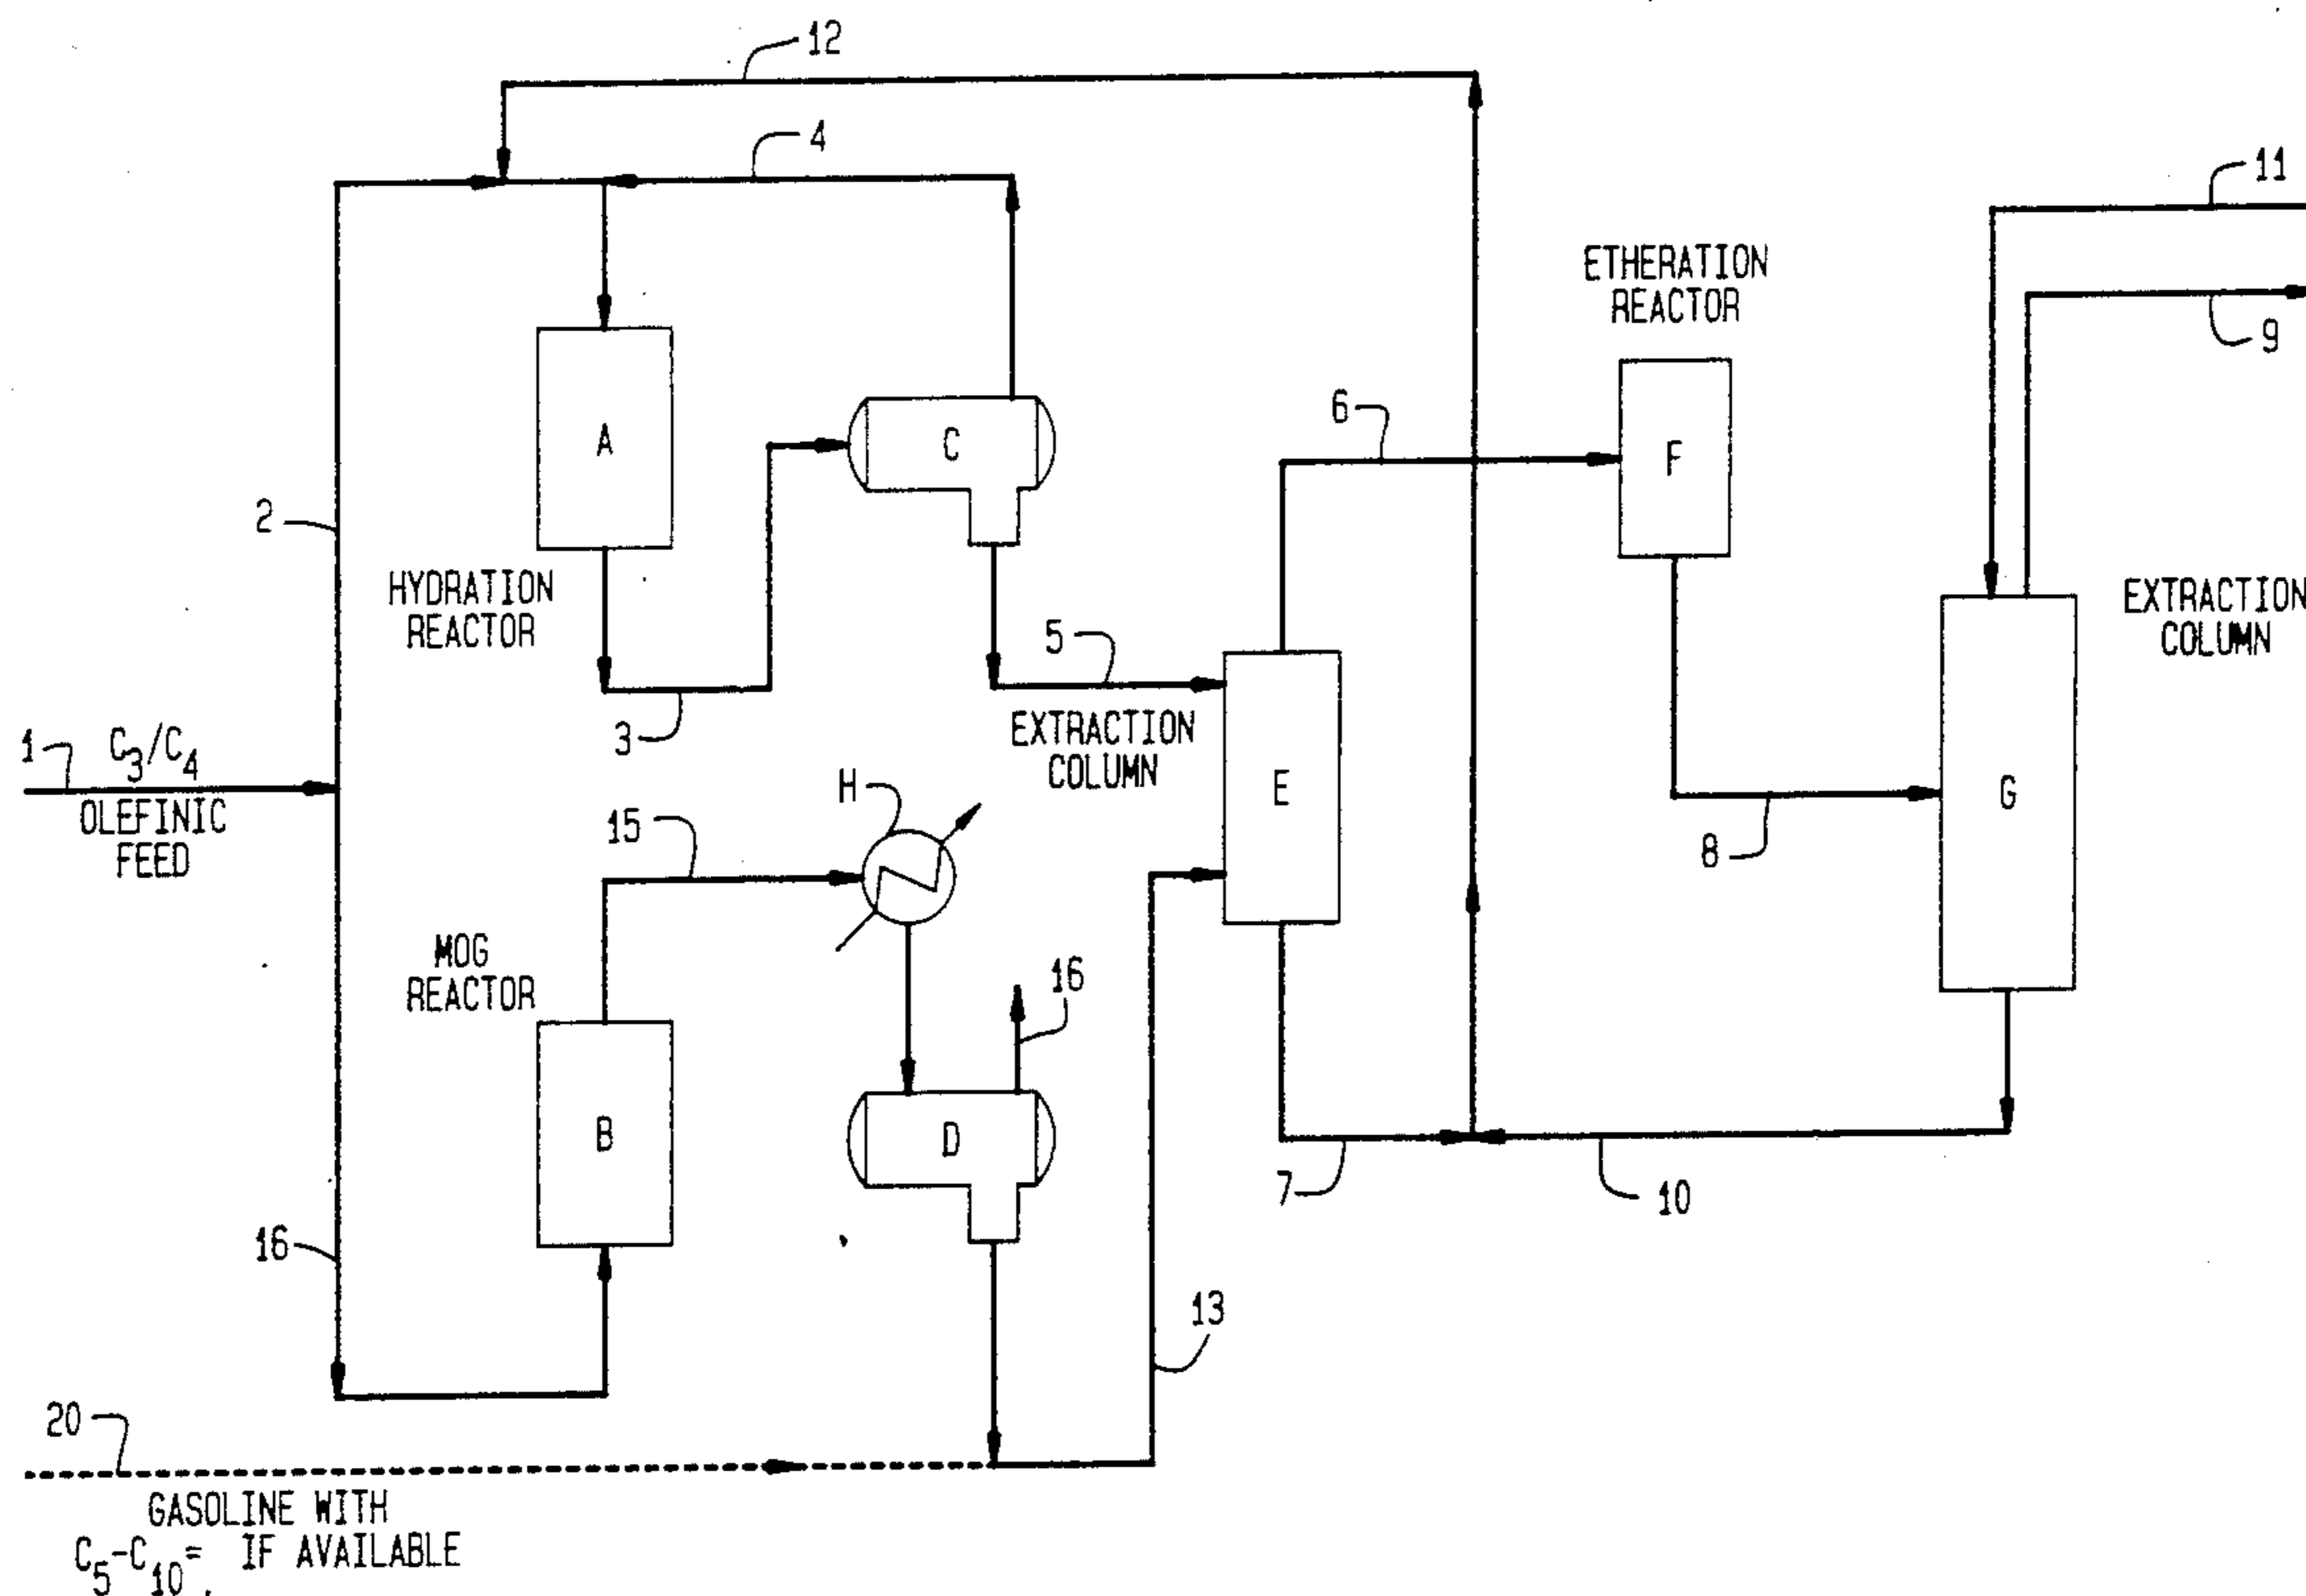 12
4
11
ETHERATION
REACTOR
9
A
C
6
F
2
HYDRATION
REACTOR
EXTRACTION
COLUMN
5
3
EXTRACTION
COLUMN
1
C3/C4
OLEFINIC
FEED
H
E
G
15
8
MOG
REACTOR
16
B
D
7
10
16
13
20
GASOLINE WITH
C5-C10= IF AVAILABLE